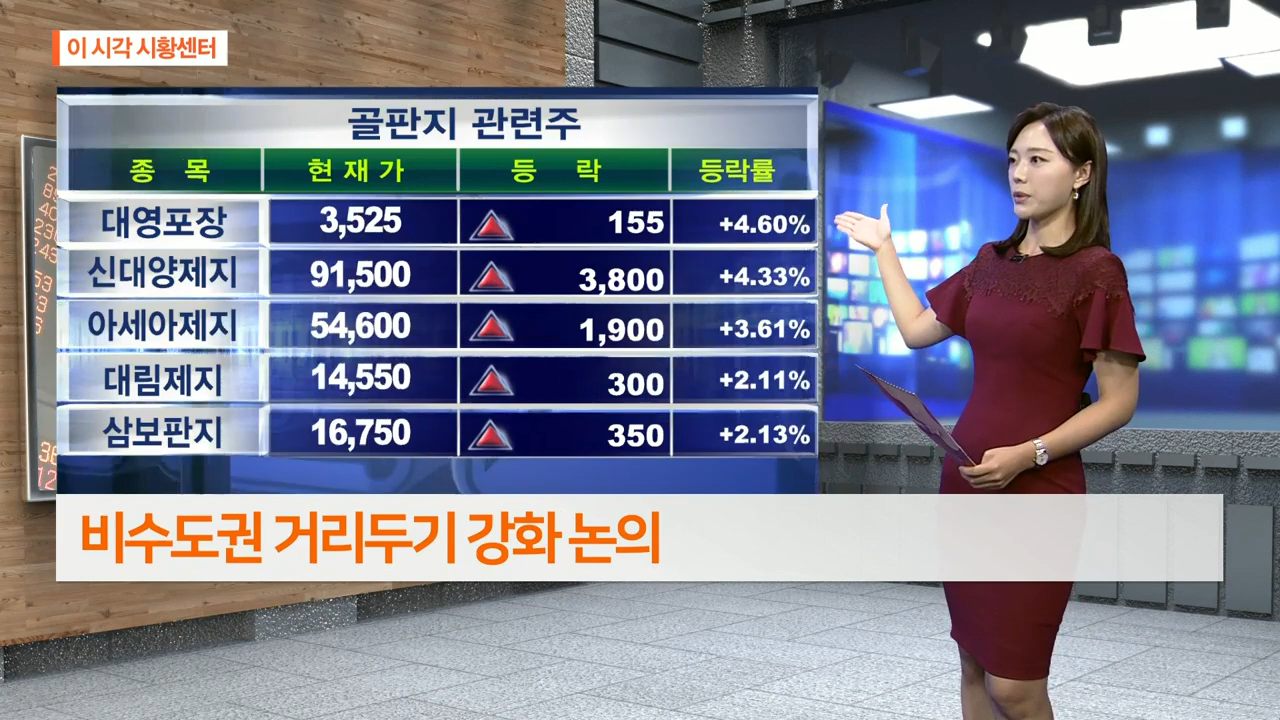 이 시각 시황센터
골판지 관련주
종 목 현 재 가 등 락 등락률
대영포장 3,525 ▲ 155 +4.60%
신대양제지 91,500 ▲ 3,800 +4.33%
아세아제지 54,600 ▲ 1,900 +3.61%
대림제지 14,550 ▲ 300 +2.11%
삼보판지 16,750 ▲ 350 +2.13%
비수도권 거리두기 강화 논의